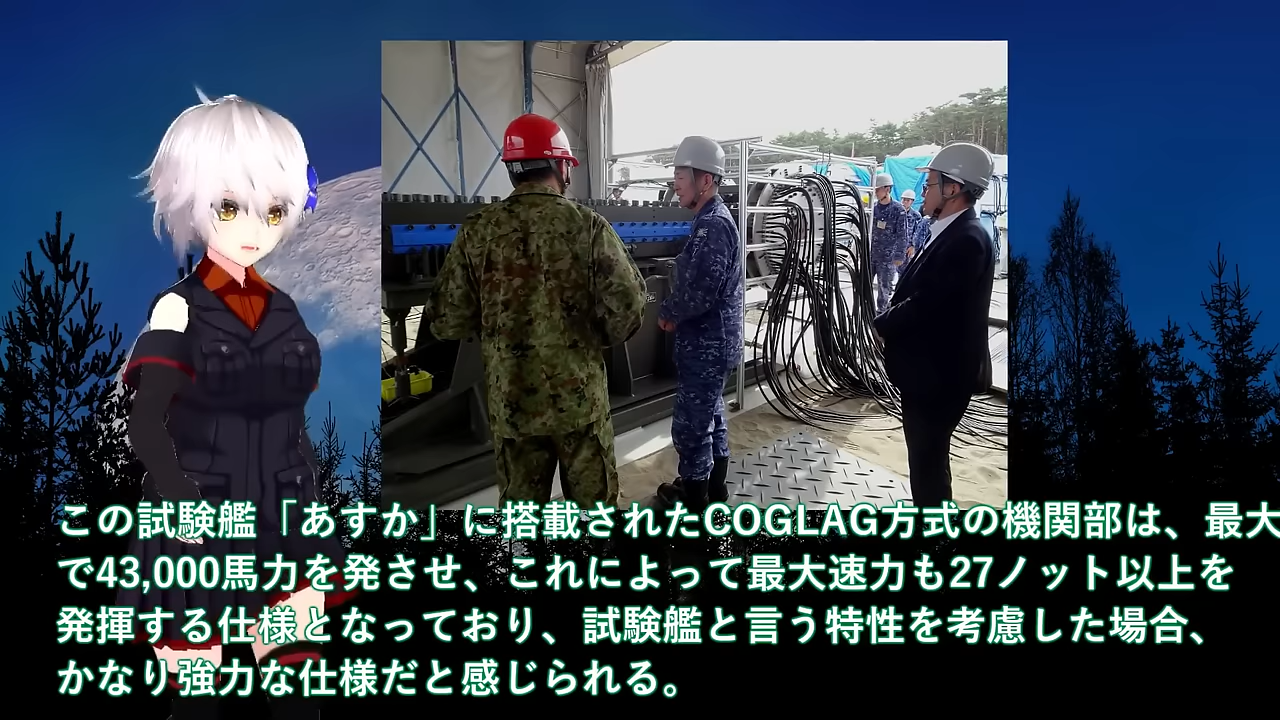 この試験艦「あすか」に搭載されたCOGLAG方式の機関部は、最大
で43,000馬力を発させ、これによって最大速力も27ノット以上を
発揮する仕様となっており、試験艦と言う特性を考慮した場合、
かなり強力な仕様だと感じられる。